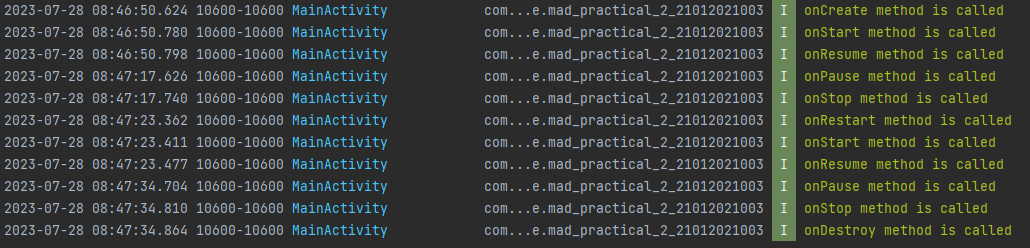 2023-07-28 08:46:50.624 10600-10600 MainActivity com...e.mad_practical_2_21012021003 I onCreate method is called
2023-07-28 08:46:50.780 10600-10600 MainActivity com...e.mad_practical_2_21012021003 I onStart method is called
2023-07-28 08:46:50.798 10600-10600 MainActivity com...e.mad_practical_2_21012021003 I onResume method is called
2023-07-28 08:47:17.626 10600-10600 MainActivity com...e.mad_practical_2_21012021003 I onPause method is called
2023-07-28 08:47:17.740 10600-10600 MainActivity com...e.mad_practical_2_21012021003 I onStop method is called
2023-07-28 08:47:23.362 10600-10600 MainActivity com...e.mad_practical_2_21012021003 I onRestart method is called
2023-07-28 08:47:23.411 10600-10600 MainActivity com...e.mad_practical_2_21012021003 I onStart method is called
2023-07-28 08:47:23.477 10600-10600 MainActivity com...e.mad_practical_2_21012021003 I onResume method is called
2023-07-28 08:47:34.704 10600-10600 MainActivity com...e.mad_practical_2_21012021003 I onPause method is called
2023-07-28 08:47:34.810 10600-10600 MainActivity com...e.mad_practical_2_21012021003 I onStop method is called
2023-07-28 08:47:34.864 10600-10600 MainActivity com...e.mad_practical_2_21012021003 I onDestroy method is called